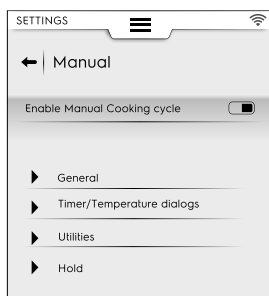 SETTINGS
Manual
Enable Manual Cooking cycle
General
Timer/Temperature dialogs
Utilities
Hold